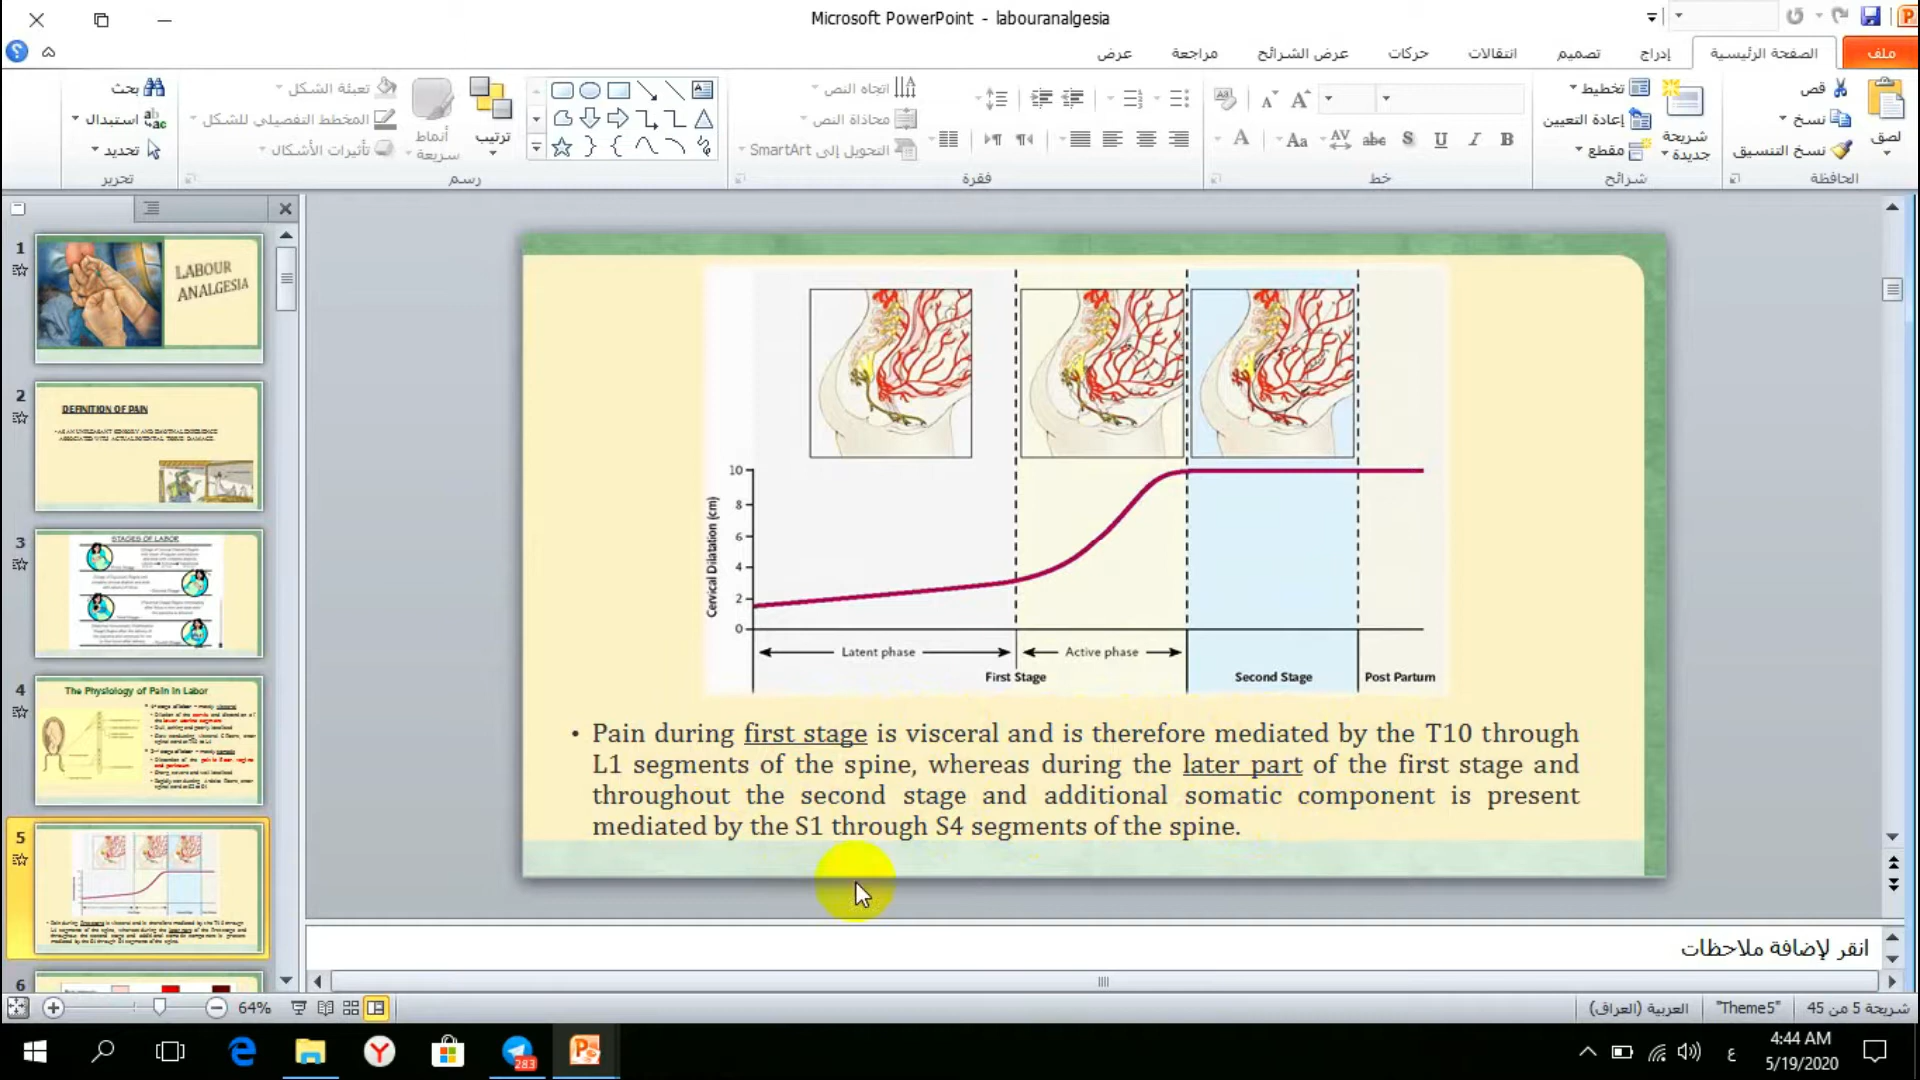 Microsoft PowerPoint - labouranalgesia
ملف
الصفحة الرئيسية
إدراج
تصميم
انتقالات
حركات
عرض الشرائح
مراجعة
عرض
لصق
قص
نسخ
نسخ التنسيق
الحافظة
شريحة جديدة
تخطيط
إعادة التعيين
مقطع
شرائح
خط
اتجاه النص
محاذاة النص
التحويل إلى SmartArt
فقرة
ترتيب
أنماط سريعة
تعبئة الشكل
المخطط التفصيلي للشكل
تأثيرات الأشكال
رسم
بحث
استبدال
تحديد
تحرير
1
LABOUR
ANALGESIA
2
DEFINITION OF PAIN
3
STAGES OF LABOR
4
The Physiology of Pain in Labor
5
6
Cervical Dilatation (cm)
10
8
6
4
2
0
Latent phase
Active phase
First Stage
Second Stage
Post Partum
• Pain during first stage is visceral and is therefore mediated by the T10 through
L1 segments of the spine, whereas during the later part of the first stage and
throughout the second stage and additional somatic component is present
mediated by the S1 through S4 segments of the spine.
انقر لإضافة ملاحظات
شريحة 5 من 45
"Theme5"
العربية (العراق)
64%
283
ع
4:44 AM
5/19/2020